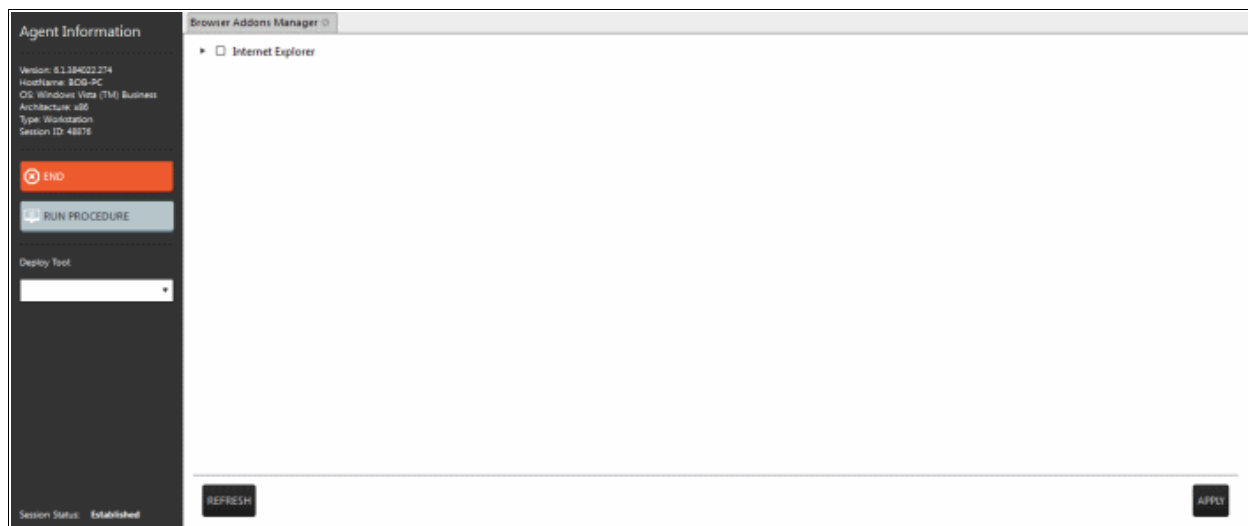 Agent Information
Version: 6.1.384022.274
HostName: BOB-PC
OS: Windows Vista (TM) Business
Architecture: x86
Type: Workstation
Session ID: 48876
END
RUN PROCEDURE
Deploy Tool:
Session Status: Established
Browser Addons Manager
Internet Explorer
REFRESH
APPLY